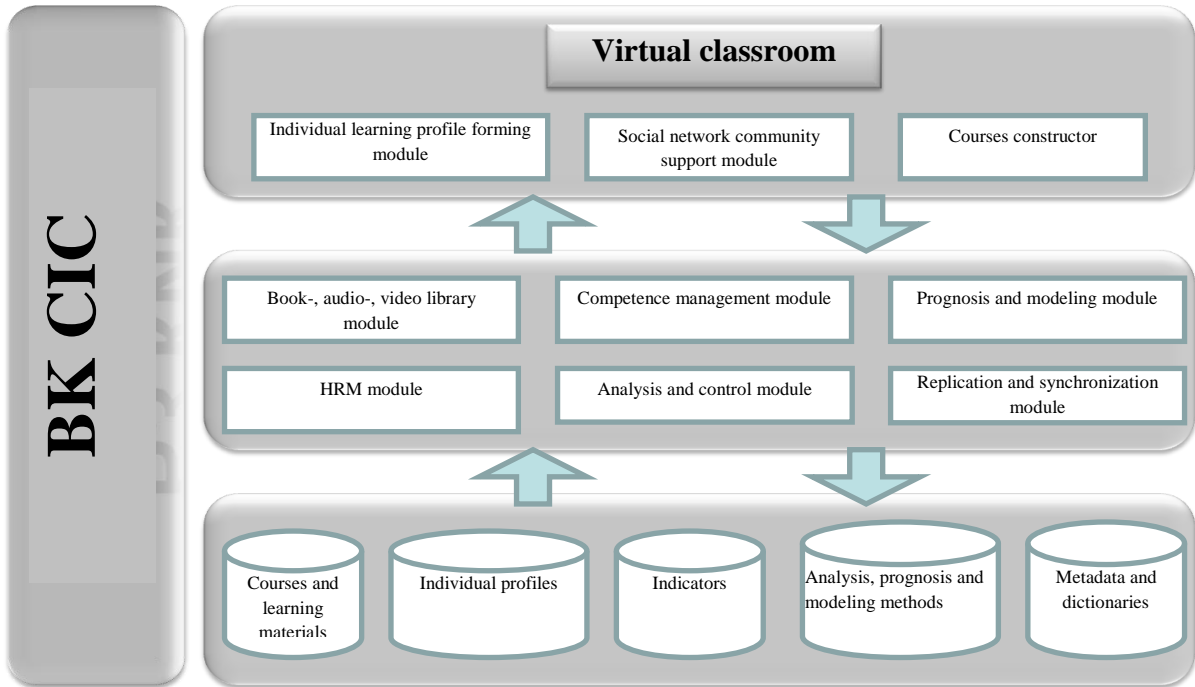 BK CIC
Virtual classroom
Individual learning profile forming
module
Social network community
support module
Courses constructor
Book-, audio-, video library
module
Competence management module
Prognosis and modeling module
HRM module
Analysis and control module
Replication and synchronization
module
Courses and
learning
materials
Individual profiles
Indicators
Analysis, prognosis and
modeling methods
Metadata and
dictionaries